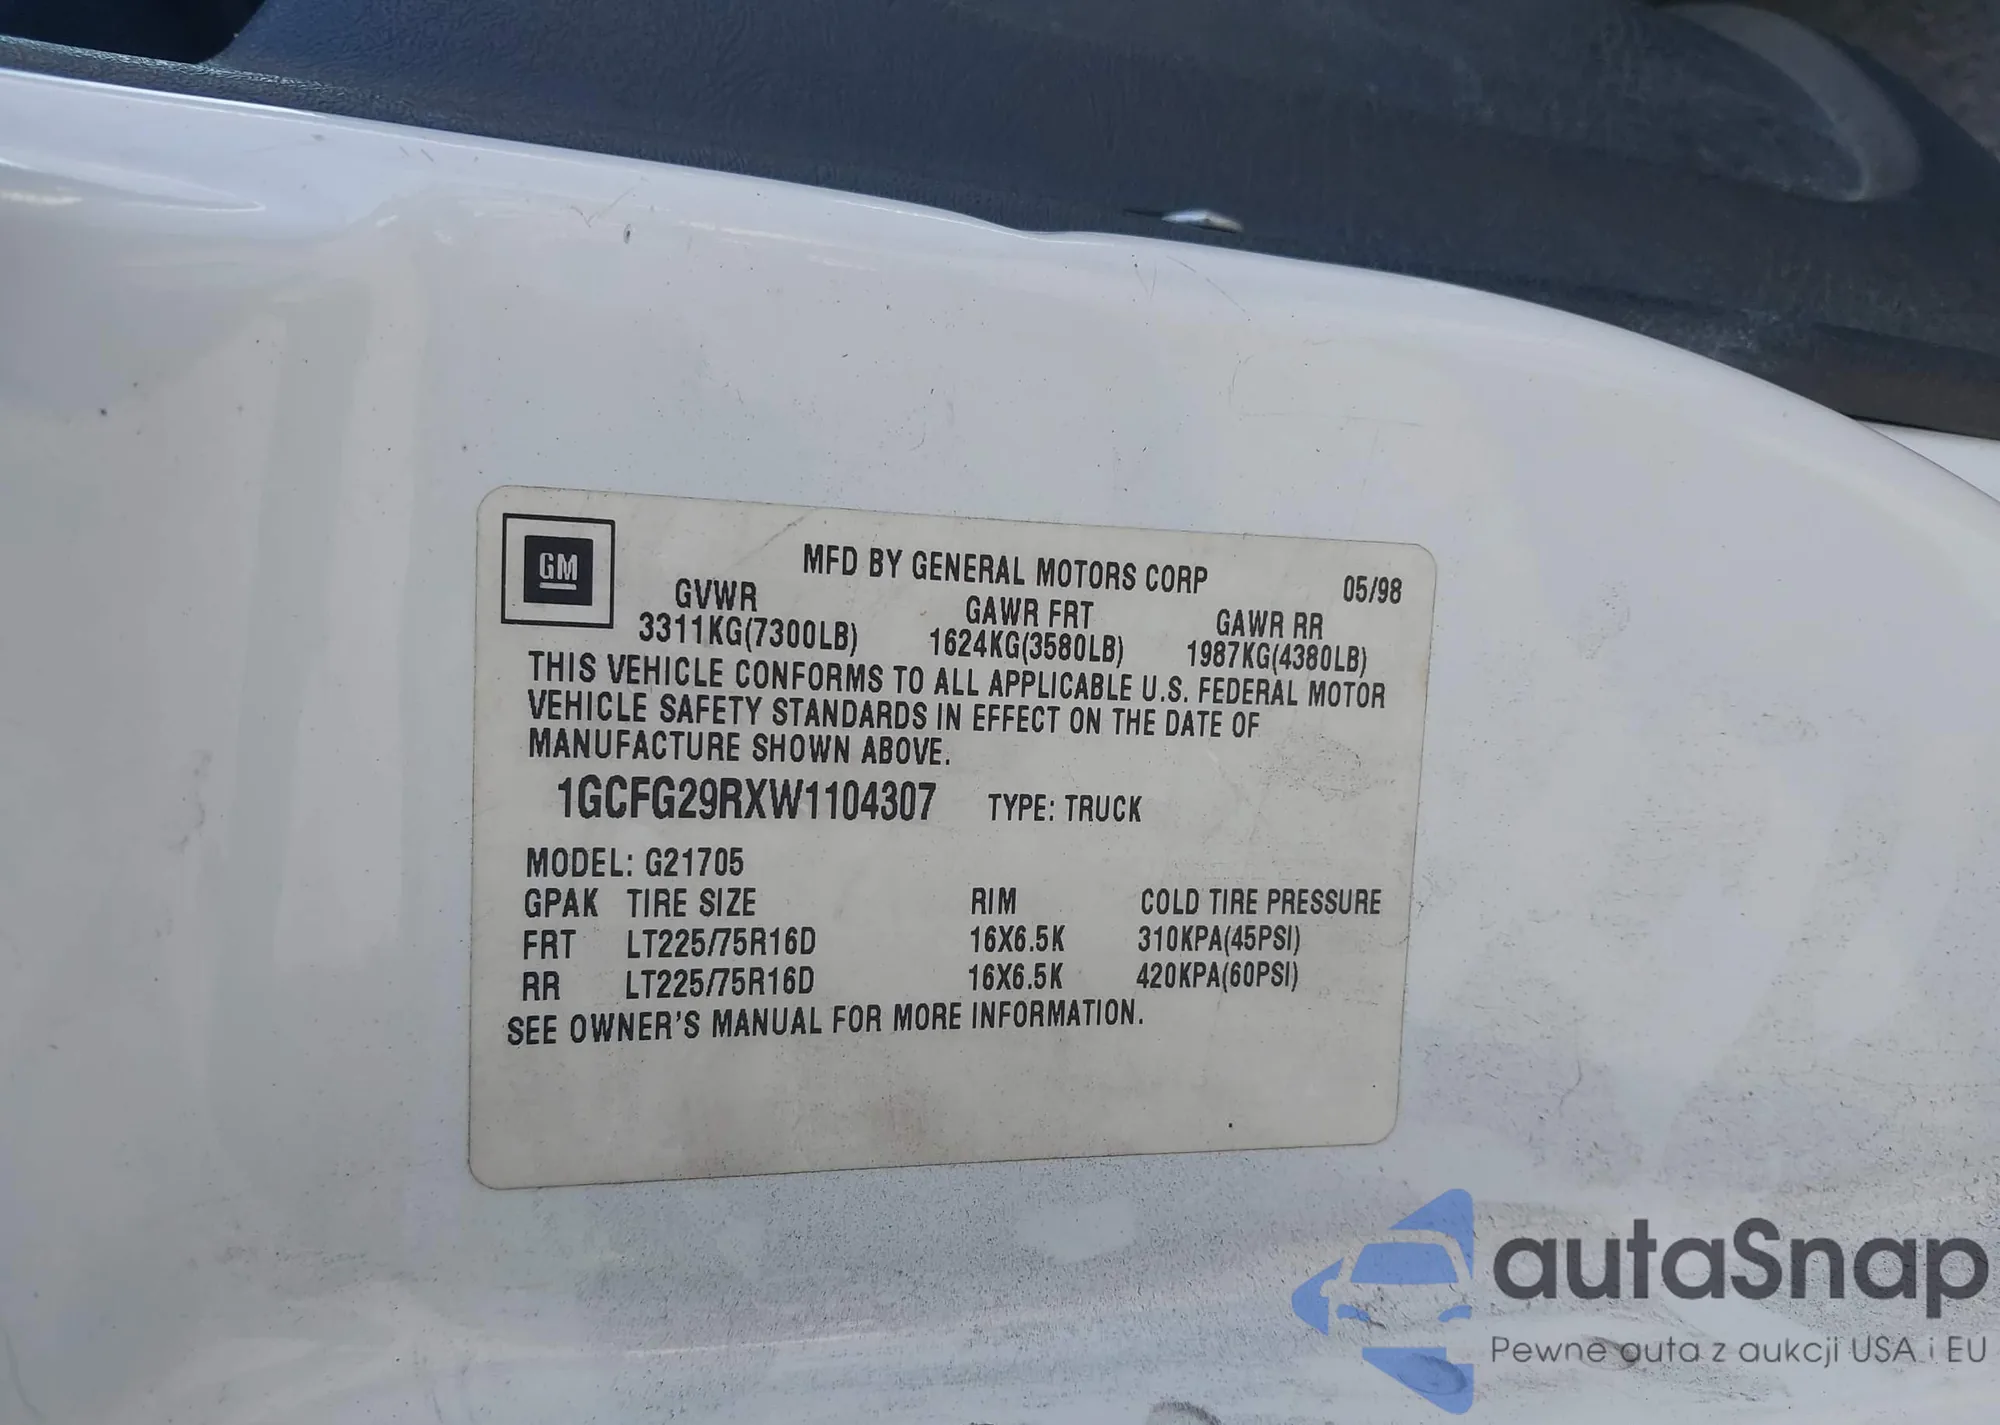 GM
MFD BY GENERAL MOTORS CORP 05/98
GVWR GAWR FRT GAWR RR
3311KG(7300LB) 1624KG(3580LB) 1987KG(4380LB)
THIS VEHICLE CONFORMS TO ALL APPLICABLE U.S. FEDERAL MOTOR
VEHICLE SAFETY STANDARDS IN EFFECT ON THE DATE OF
MANUFACTURE SHOWN ABOVE.
1GCFG29RXW1104307 TYPE: TRUCK
MODEL: G21705
GPAK TIRE SIZE RIM COLD TIRE PRESSURE
FRT LT225/75R16D 16X6.5K 310KPA(45PSI)
RR LT225/75R16D 16X6.5K 420KPA(60PSI)
SEE OWNER'S MANUAL FOR MORE INFORMATION.
autaSnap
Pewne auta z aukcji USA i EU